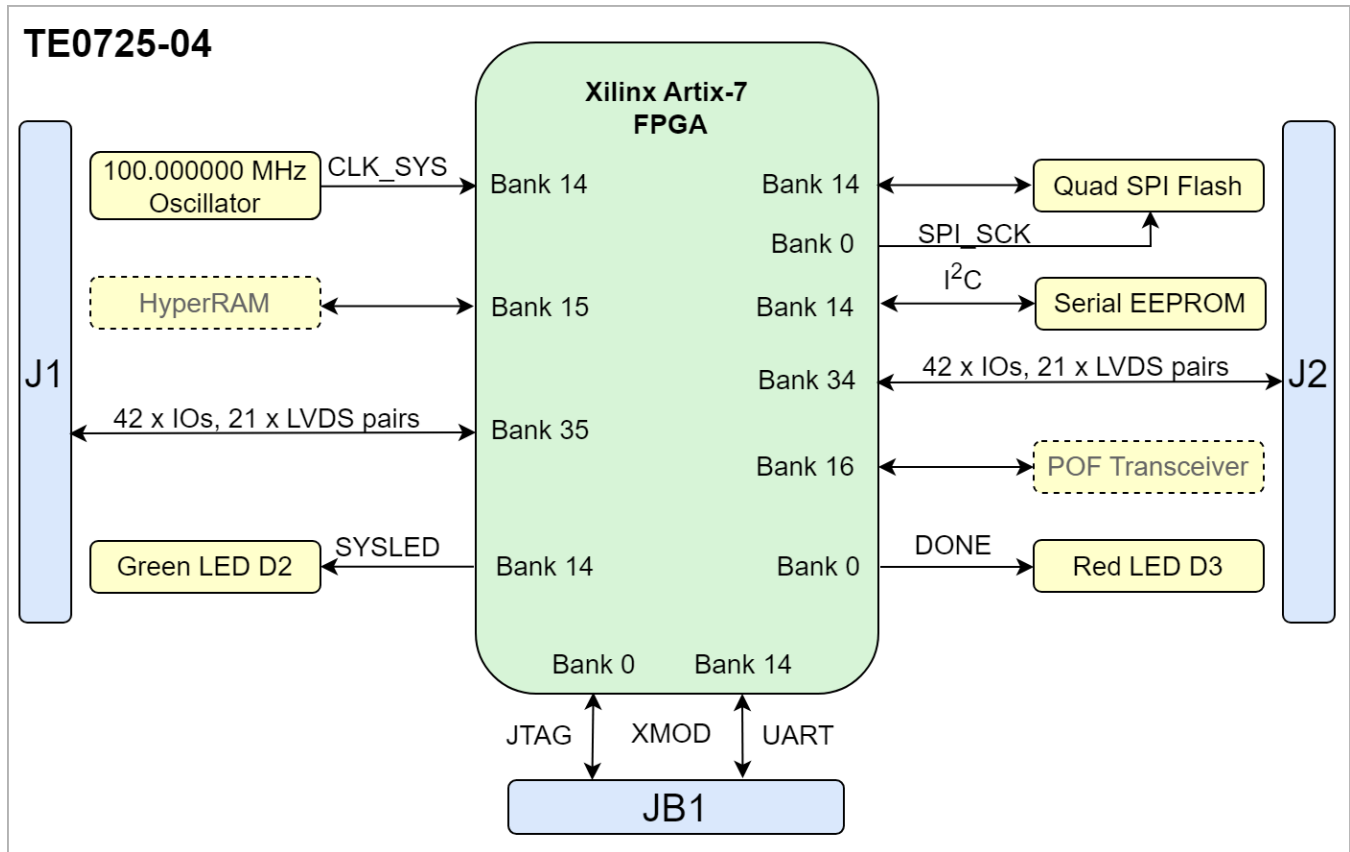 TE0725-04
Xilinx Artix-7
FPGA
J1
100.000000 MHz
Oscillator
CLK_SYS
Bank 14
HyperRAM
Bank 15
42 x IOs, 21 x LVDS pairs
Bank 35
Green LED D2
SYSLED
Bank 14
Bank 14
Quad SPI Flash
Bank 0
SPI_SCK
I²C
Bank 14
Serial EEPROM
Bank 34
42 x IOs, 21 x LVDS pairs
J2
Bank 16
POF Transceiver
Bank 0
DONE
Red LED D3
Bank 0
Bank 14
JTAG
XMOD
UART
JB1